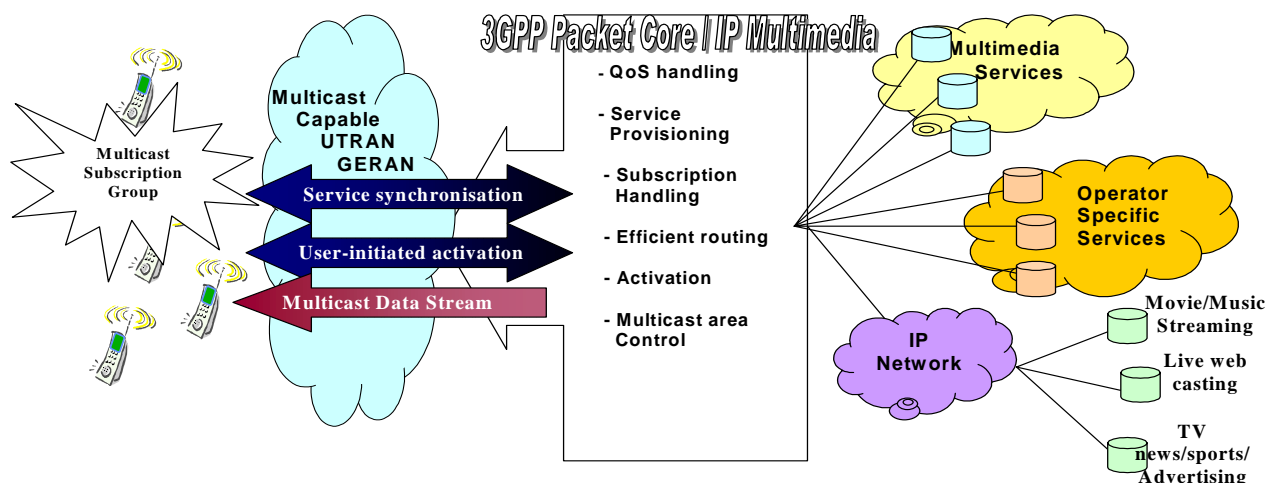 3GPP Packet Core / IP Multimedia
Multicast
Subscription
Group
Multicast
Capable
UTRAN
GERAN
Service synchronisation
User-initiated activation
Multicast Data Stream
- QoS handling
- Service
Provisioning
- Subscription
Handling
- Efficient routing
- Activation
- Multicast area
Control
Multimedia
Services
Operator
Specific
Services
IP
Network
Movie/Music
Streaming
Live web
casting
TV
news/sports/
Advertising